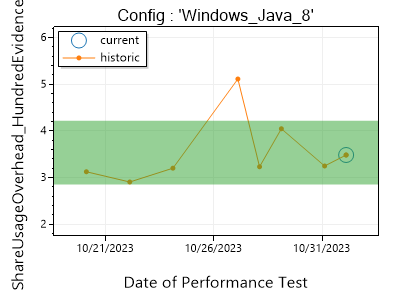 Config : 'Windows_Java_8'
current
historic
ShareUsageOverhead_HundredEvidence
6
5
4
3
2
10/21/2023
10/26/2023
10/31/2023
Date of Performance Test